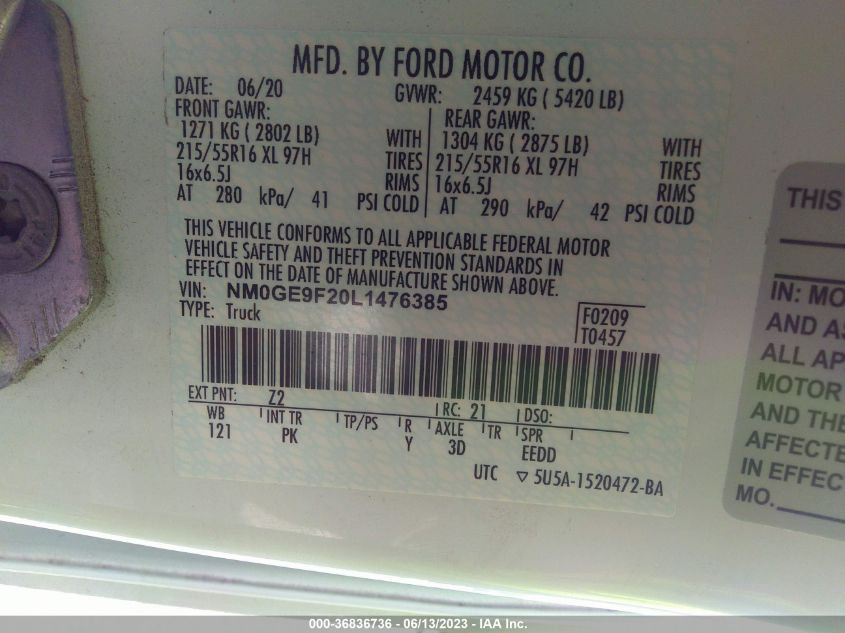 MFD. BY FORD MOTOR CO.
DATE: 06/20 GVWR: 2459 KG ( 5420 LB)
FRONT GAWR: REAR GAWR:
1271 KG ( 2802 LB) WITH 1304 KG ( 2875 LB) WITH
215/55R16 XL 97H TIRES 215/55R16 XL 97H TIRES
16x6.5J RIMS 16x6.5J RIMS
AT 280 kPa/ 41 PSI COLD AT 290 kPa/ 42 PSI COLD
THIS VEHICLE CONFORMS TO ALL APPLICABLE FEDERAL MOTOR
VEHICLE SAFETY AND THEFT PREVENTION STANDARDS IN
EFFECT ON THE DATE OF MANUFACTURE SHOWN ABOVE.
VIN: NM0GE9F20L1476385
TYPE: Truck
F0209
T0457
EXT PNT: Z2 RC: 21 DSO:
WB INT TR TP/PS R AXLE TR SPR
121 PK Y 3D EEDD
UTC ▽ 5U5A-1520472-BA
THIS
IN: MO
AND AS
ALL AP
MOTOR
AND THE
AFFECTE
IN EFFEC
MO.
000-36836736 - 06/13/2023 - IAA Inc.